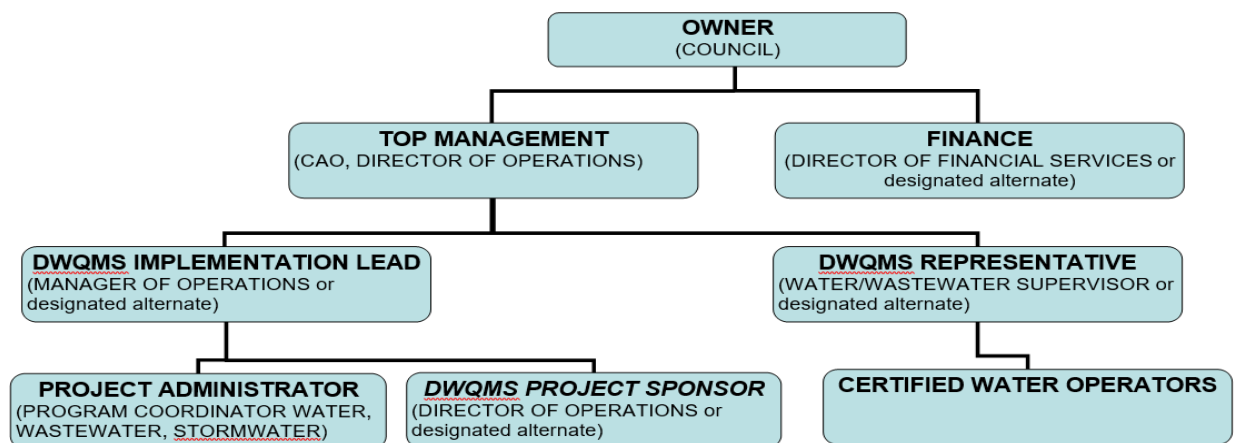 OWNER
(COUNCIL)
TOP MANAGEMENT
(CAO, DIRECTOR OF OPERATIONS)
FINANCE
(DIRECTOR OF FINANCIAL SERVICES or
designated alternate)
DWQMS IMPLEMENTATION LEAD
(MANAGER OF OPERATIONS or
designated alternate)
DWQMS REPRESENTATIVE
(WATER/WASTEWATER SUPERVISOR or
designated alternate)
PROJECT ADMINISTRATOR
(PROGRAM COORDINATOR WATER,
WASTEWATER, STORMWATER)
DWQMS PROJECT SPONSOR
(DIRECTOR OF OPERATIONS or
designated alternate)
CERTIFIED WATER OPERATORS